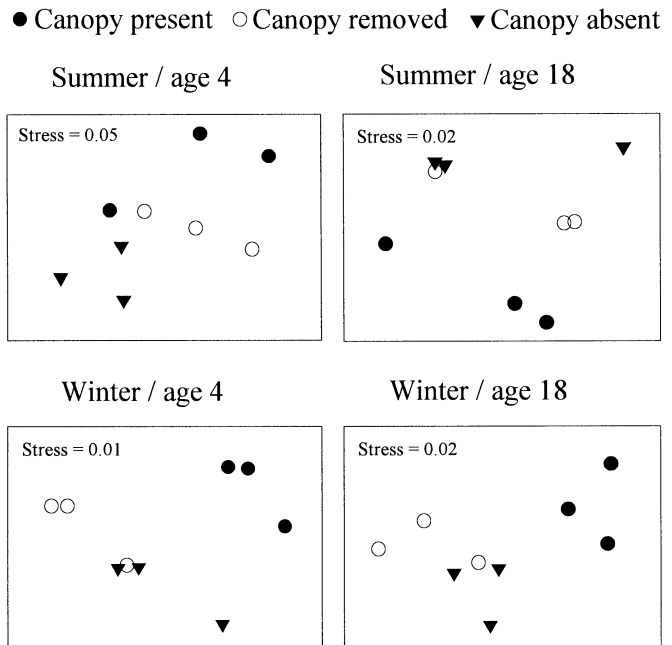 Canopy present Canopy removed Canopy absent
Summer / age 4
Summer / age 18
Stress = 0.05
Stress = 0.02
Winter / age 4
Winter / age 18
Stress = 0.01
Stress = 0.02